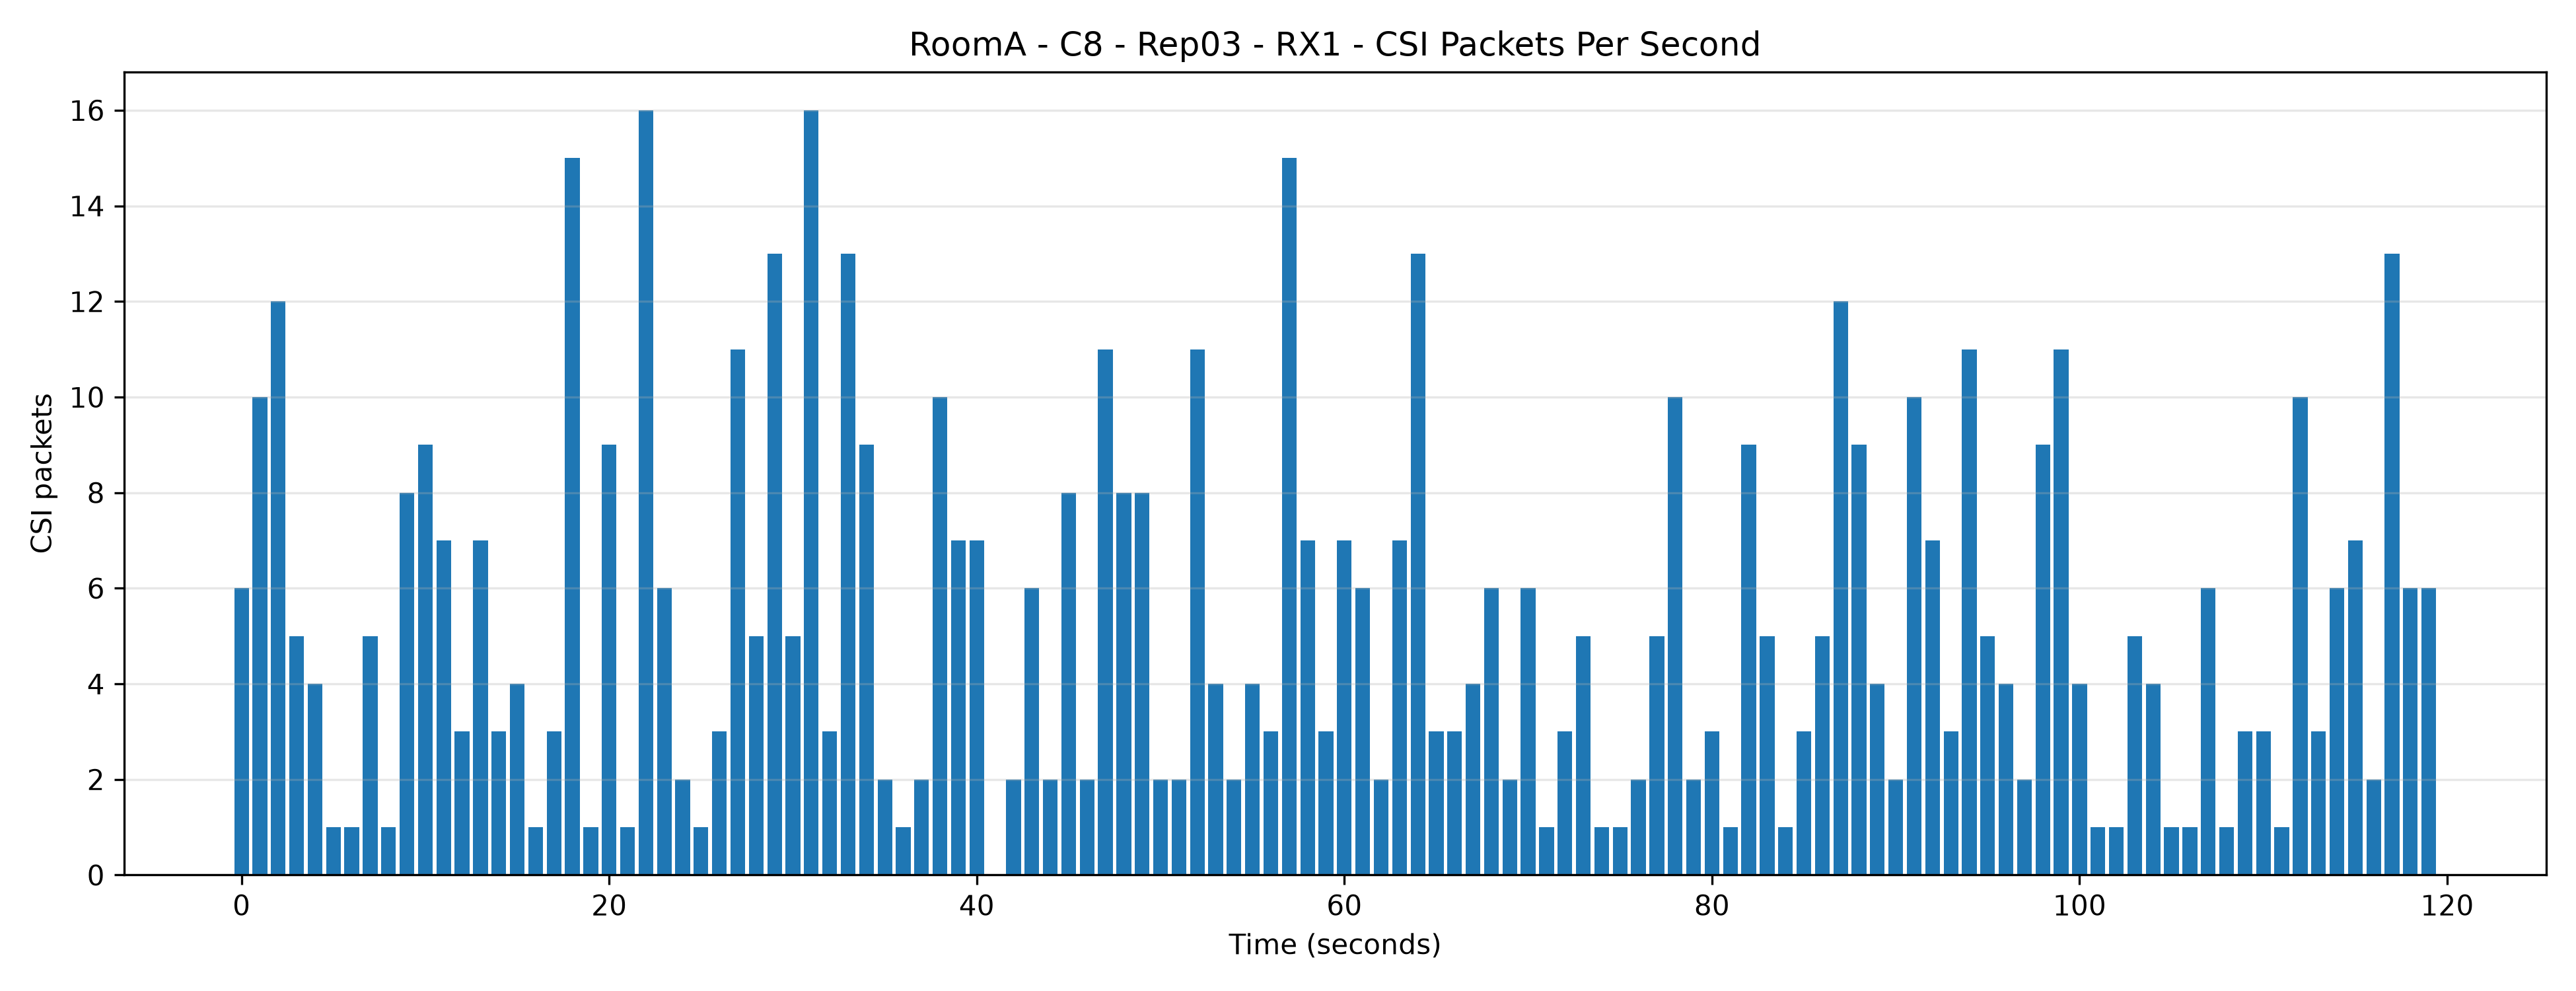 RoomA - C8 - Rep03 - RX1 - CSI Packets Per Second
16
14
12
10
8
6
4
2
0
CSI packets
0 20 40 60 80 100 120
Time (seconds)